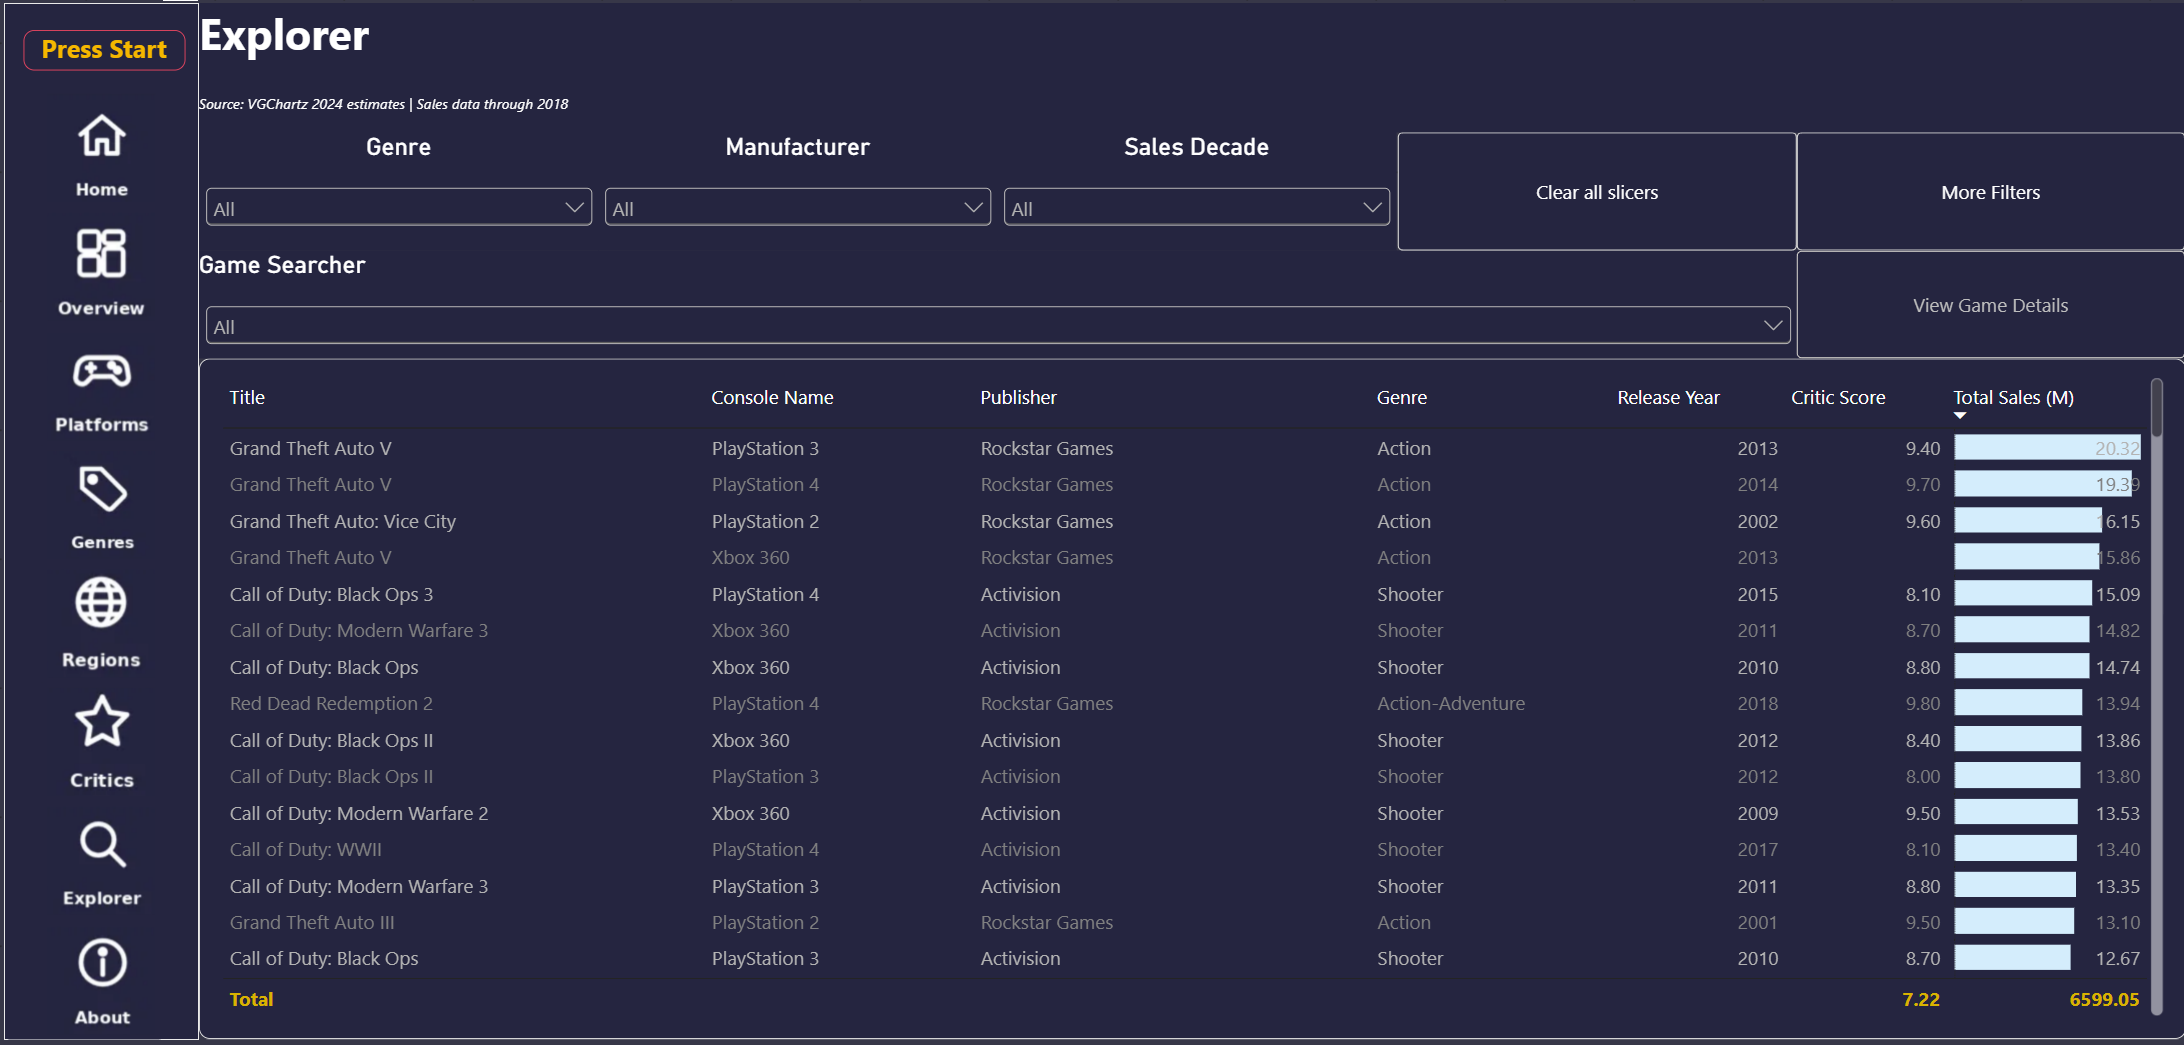 Press Start
Home
Overview
Platforms
Genres
Regions
Critics
Explorer
About
Explorer
Source: VGChartz 2024 estimates | Sales data through 2018
Genre Manufacturer Sales Decade
All All All
Clear all slicers
More Filters
Game Searcher
All
View Game Details
Title Console Name Publisher Genre Release Year Critic Score Total Sales (M)
Grand Theft Auto V PlayStation 3 Rockstar Games Action 2013 9.40 20.32
Grand Theft Auto V PlayStation 4 Rockstar Games Action 2014 9.70 19.39
Grand Theft Auto: Vice City PlayStation 2 Rockstar Games Action 2002 9.60 16.15
Grand Theft Auto V Xbox 360 Rockstar Games Action 2013 15.86
Call of Duty: Black Ops 3 PlayStation 4 Activision Shooter 2015 8.10 15.09
Call of Duty: Modern Warfare 3 Xbox 360 Activision Shooter 2011 8.70 14.82
Call of Duty: Black Ops Xbox 360 Activision Shooter 2010 8.80 14.74
Red Dead Redemption 2 PlayStation 4 Rockstar Games Action-Adventure 2018 9.80 13.94
Call of Duty: Black Ops II Xbox 360 Activision Shooter 2012 8.40 13.86
Call of Duty: Black Ops II PlayStation 3 Activision Shooter 2012 8.00 13.80
Call of Duty: Modern Warfare 2 Xbox 360 Activision Shooter 2009 9.50 13.53
Call of Duty: WWII PlayStation 4 Activision Shooter 2017 8.10 13.40
Call of Duty: Modern Warfare 3 PlayStation 3 Activision Shooter 2011 8.80 13.35
Grand Theft Auto III PlayStation 2 Rockstar Games Action 2001 9.50 13.10
Call of Duty: Black Ops PlayStation 3 Activision Shooter 2010 8.70 12.67
Total 7.22 6599.05